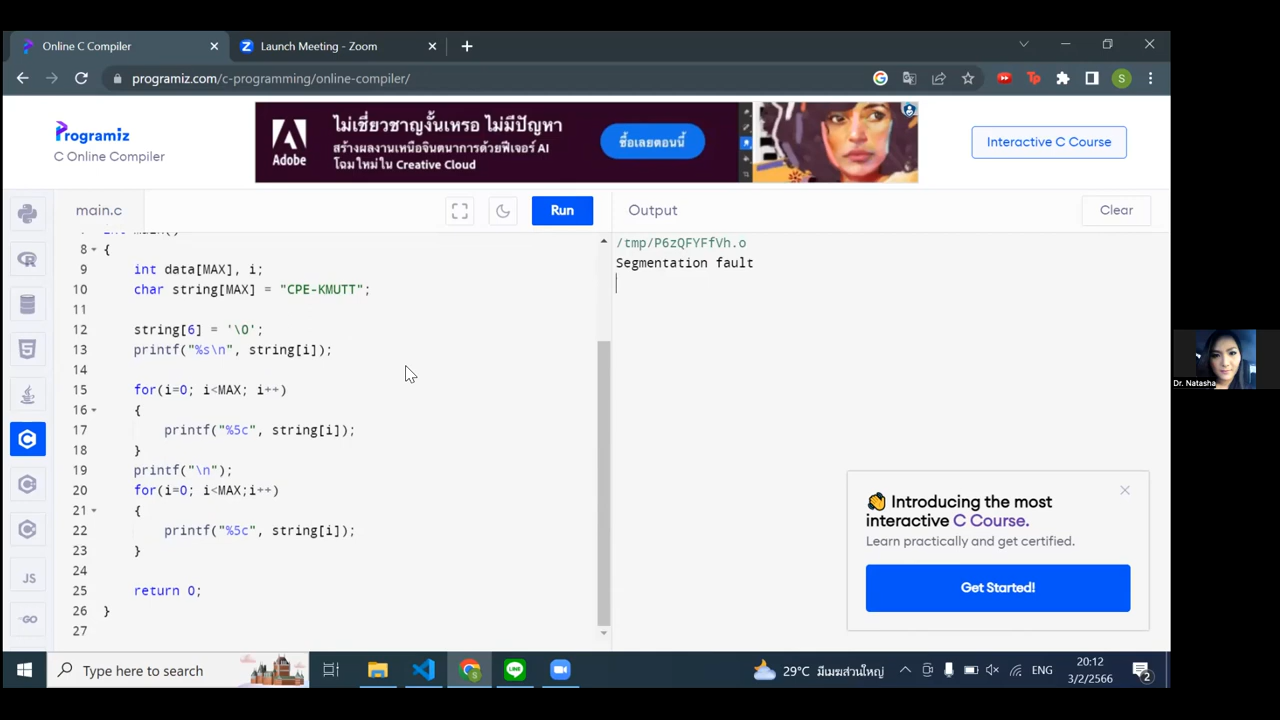 Online C Compiler
Launch Meeting - Zoom
programiz.com/c-programming/online-compiler/
Tp
S
Programiz
C Online Compiler
Adobe
ไม่เชี่ยวชาญงั้นเหรอ ไม่มีปัญหา
สร้างผลงานเหนือจินตนาการด้วยฟีเจอร์ AI
โฉมใหม่ใน Creative Cloud
ซื้อเลยตอนนี้
Interactive C Course
main.c
Run
Output
Clear
8 {
9 int data[MAX], i;
10 char string[MAX] = "CPE-KMUTT";
11
12 string[6] = '\0';
13 printf("%s\n", string[i]);
14
15 for(i=0; i<MAX; i++)
16 {
17 printf("%5c", string[i]);
18 }
19 printf("\n");
20 for(i=0; i<MAX;i++)
21 {
22 printf("%5c", string[i]);
23 }
24
25 return 0;
26 }
27
/tmp/P6zQFYFfVh.o
Segmentation fault
JS
GO
Introducing the most
interactive C Course.
Learn practically and get certified.
Get Started!
Dr. Natasha
Type here to search
29°C มีเมฆส่วนใหญ่
ENG
20:12
3/2/2566
2